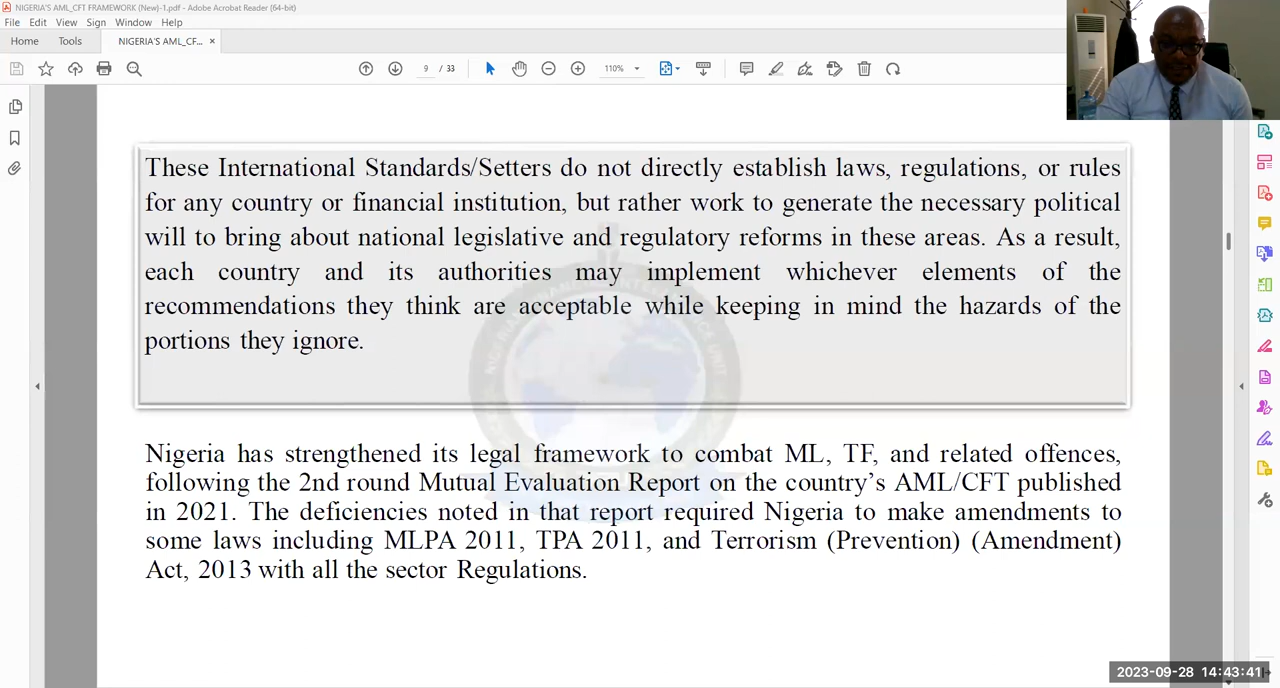 NIGERIA'S AML_CFT FRAMEWORK (New)-1.pdf - Adobe Acrobat Reader (64-bit)
File Edit View Sign Window Help
Home Tools NIGERIA'S AML_CF... ×
9 / 33 110%
These International Standards/Setters do not directly establish laws, regulations, or rules
for any country or financial institution, but rather work to generate the necessary political
will to bring about national legislative and regulatory reforms in these areas. As a result,
each country and its authorities may implement whichever elements of the
recommendations they think are acceptable while keeping in mind the hazards of the
portions they ignore.
Nigeria has strengthened its legal framework to combat ML, TF, and related offences,
following the 2nd round Mutual Evaluation Report on the country’s AML/CFT published
in 2021. The deficiencies noted in that report required Nigeria to make amendments to
some laws including MLPA 2011, TPA 2011, and Terrorism (Prevention) (Amendment)
Act, 2013 with all the sector Regulations.
2023-09-28 14:43:41